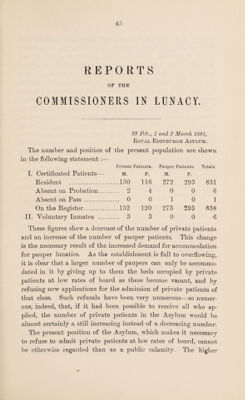 45
REPORTS
OF THE
COMMISSIONERS IN LUNACY.
28 Feb., 1 and 2 March 1881,
ROYAL EDINBURGH ASYLUM.
The number and position of the present population are shown
in the following statement :—
Private Patients. Pauper Patients. Totals.
I. Certificated Patients— M. F. M. F.
Resident ..................150 116 272 293 831
Absent on Probation......... 2 4 0 0 6
Absent on Pass ............... 0 0 1 0 1
On the Register...............152 120 273 293 838
II. Voluntary Inmates ......... 3 3 0 0 6
These figures show a decrease of the number of private patients
and an increase of the number of pauper patients. This change
is the necessary result of the increased demand for accommodation
for pauper lunatics. As the establishment is full to overflowing,
it is clear that a larger number of paupers can only be accommo-
dated in it by giving up to them the beds occupied by private
patients at low rates of board as these become vacant, and by
refusing new applications for the admission of private patients of
that class. Such refusals have been very numerous—so numer-
ous, indeed, that, if it had been possible to receive all who ap-
plied, the number of private patients in the Asylum would be
almost certainly a still increasing instead of a decreasing number.
The present position of the Asylum, which makes it necessary
to refuse to admit private patients at low rates of board, cannot
be otherwise regarded than as a public calamity. The higher